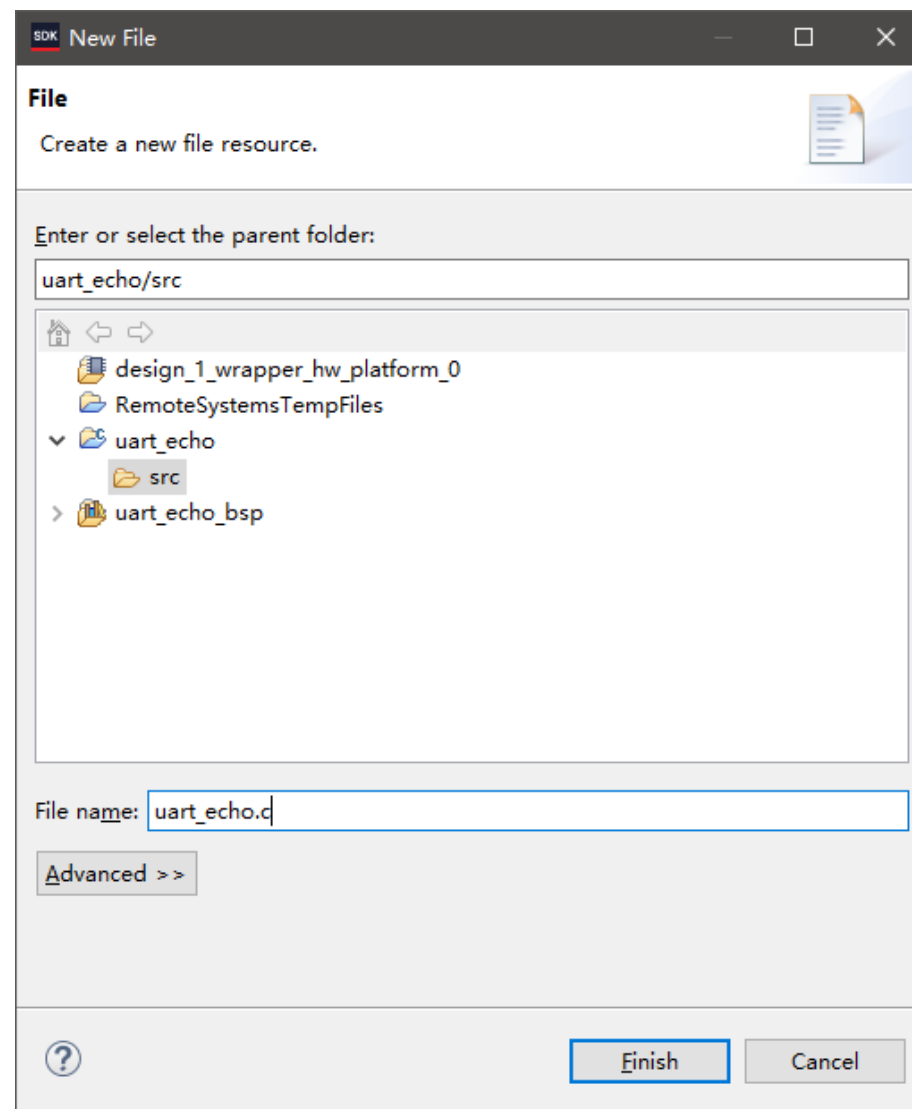 SDK New File
File
Create a new file resource.
Enter or select the parent folder:
uart_echo/src
design_1_wrapper_hw_platform_0
RemoteSystemsTempFiles
uart_echo
src
uart_echo_bsp
File name: uart_echo.c
Advanced >>
? Finish Cancel